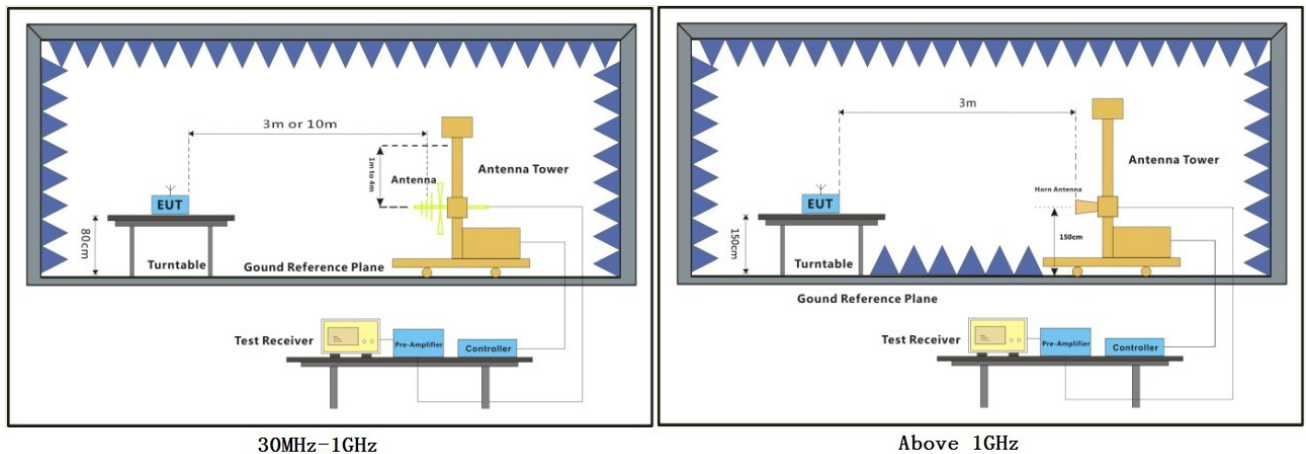 3m or 10m
1m to 4m
Antenna
Antenna Tower
EUT
80cm
Turntable
Gound Reference Plane
Test Receiver
Pre-Amplifier
Controller
30MHz-1GHz
3m
Antenna Tower
Horn Antenna
EUT
150cm
150cm
Turntable
Gound Reference Plane
Test Receiver
Pre-Amplifier
Controller
Above 1GHz